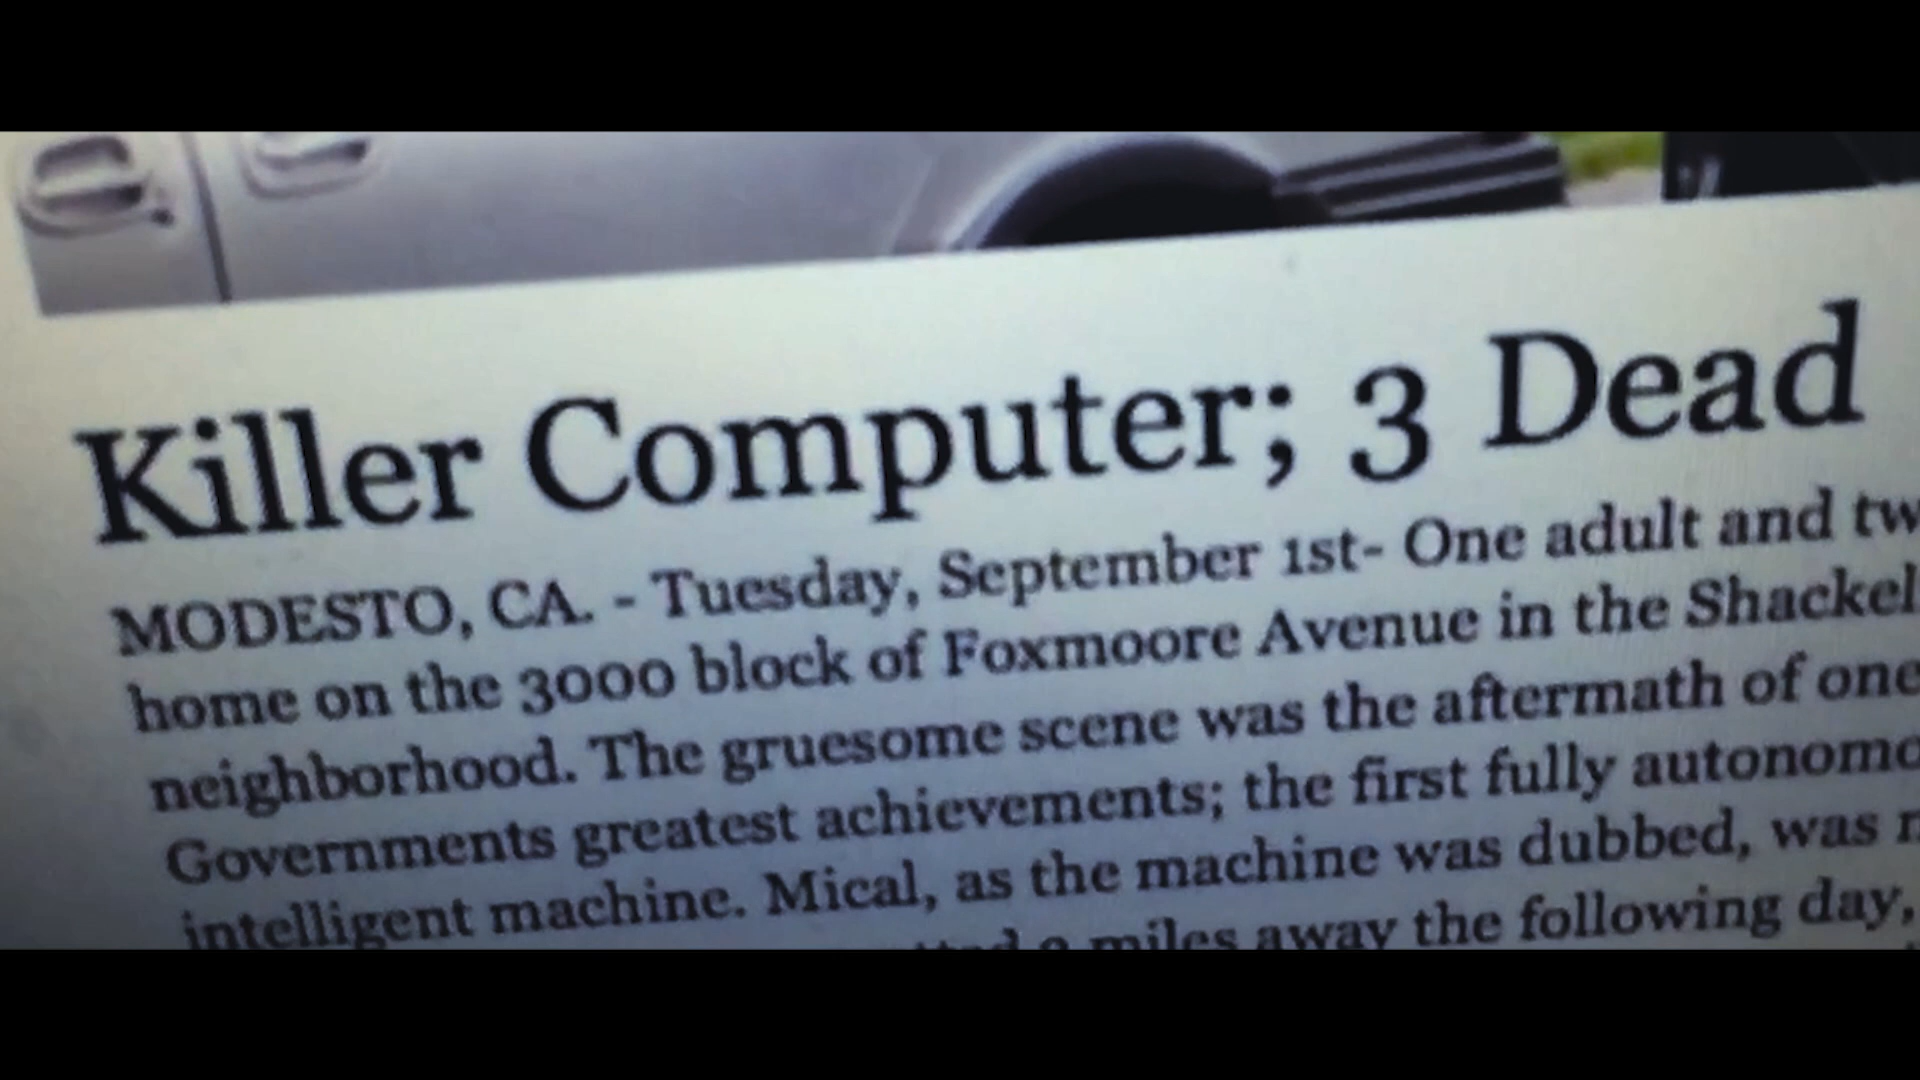 Killer Computer; 3 Dead
MODESTO, CA. - Tuesday, September 1st- One adult and tw
home on the 3000 block of Foxmoore Avenue in the Shackel
neighborhood. The gruesome scene was the aftermath of one
Governments greatest achievements; the first fully autonomo
intelligent machine. Mical, as the machine was dubbed, was
miles away the following day,